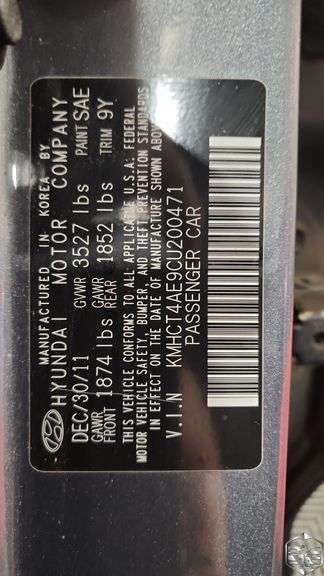 MANUFACTURED IN KOREA BY
HYUNDAI MOTOR COMPANY
DEC/30/11 GVWR 3527 lbs PAINT SAE
GAWR FRONT 1874 lbs GAWR REAR 1852 lbs TRIM 9Y
THIS VEHICLE CONFORMS TO ALL APPLICABLE U.S.A: FEDERAL
MOTOR VEHICLE SAFETY, BUMPER, AND THEFT PREVENTION STANDARDS
IN EFFECT ON THE DATE OF MANUFACTURE SHOWN ABOVE.
V.I.N KMHCT4AE9CU200471
PASSENGER CAR